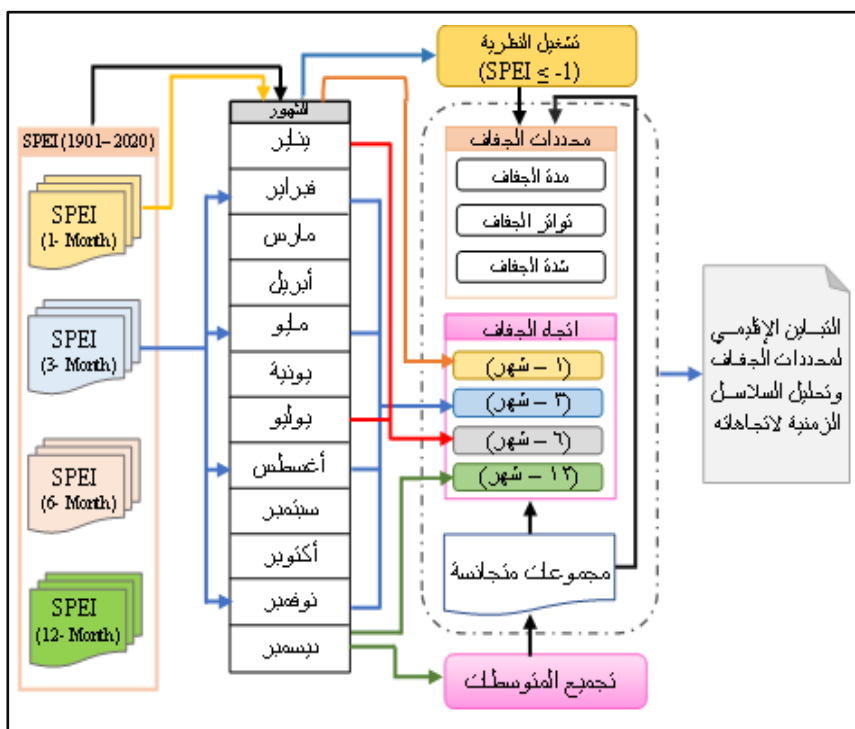 SPEI (1901–2020)
SPEI
(1- Month)
SPEI
(3- Month)
SPEI
(6- Month)
SPEI
(12- Month)
الشهور
يناير
فبراير
مارس
أبريل
مايو
يونية
يوليو
أغسطس
سبتمبر
أكتوبر
نوفمبر
ديسمبر
تشغيل النظرية
(SPEI ≤ -1)
محددات الجفاف
مدة الجفاف
تواتر الجفاف
شدة الجفاف
اتجاه الجفاف
(١ – شهر)
(٣ – شهر)
(٦ – شهر)
(١٢ – شهر)
مجموعات متجانسة
تجميع المتوسطات
التباين الإقليمي
لمحددات الجفاف
وتحليل السلاسل
الزمنية لاتجاهاته